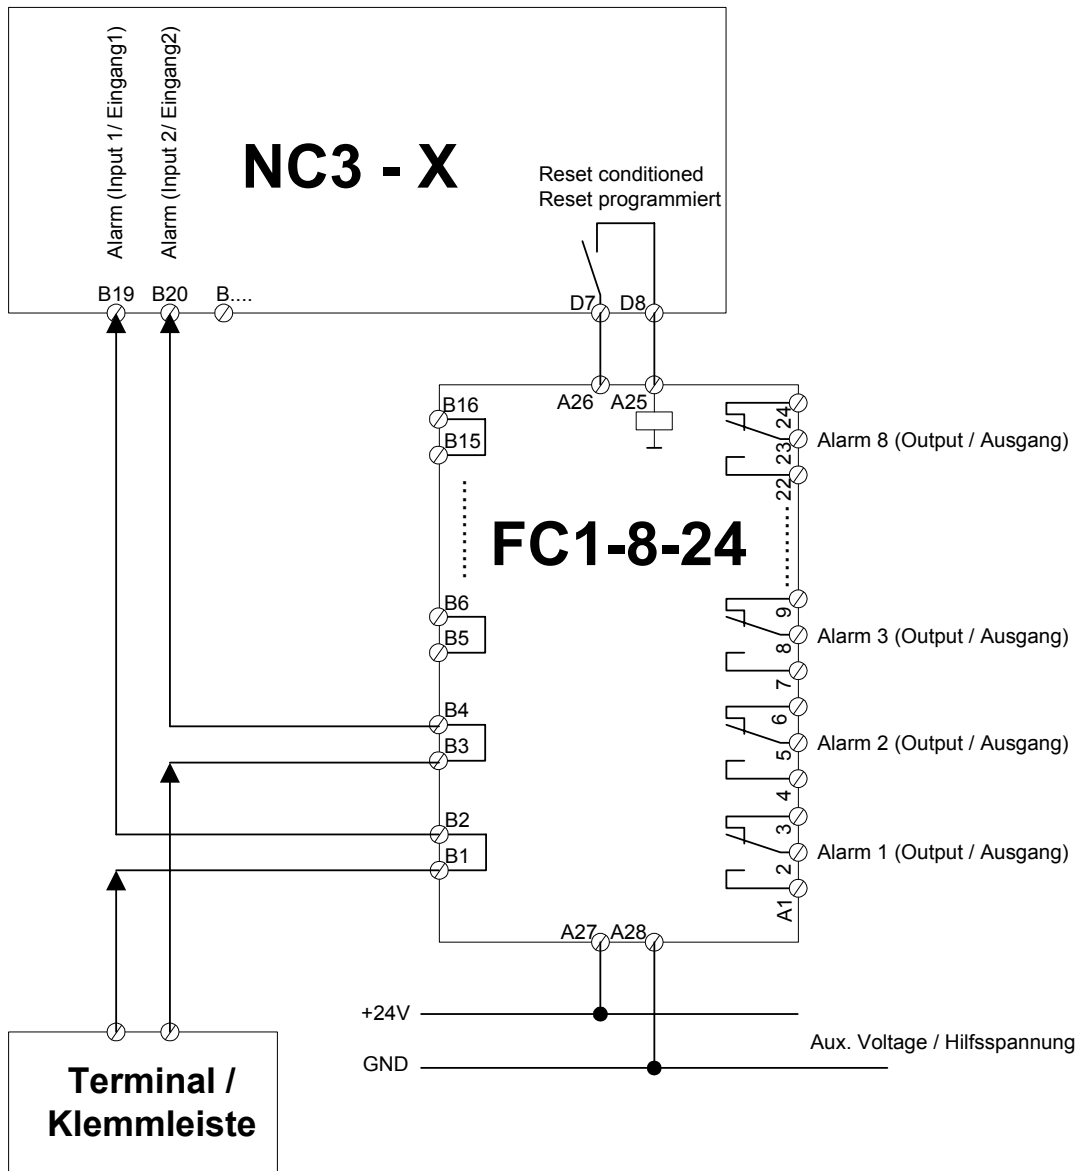 Alarm (Input 1/ Eingang1)
Alarm (Input 2/ Eingang2)
NC3 - X
Reset conditioned
Reset programmiert
B19
B20
B....
D7
D8
A26
A25
B16
B15
24
23
22
Alarm 8 (Output / Ausgang)
FC1-8-24
B6
B5
9
8
7
Alarm 3 (Output / Ausgang)
B4
B3
6
5
4
Alarm 2 (Output / Ausgang)
B2
B1
3
2
A1
Alarm 1 (Output / Ausgang)
A27
A28
+24V
GND
Aux. Voltage / Hilfsspannung
Terminal /
Klemmleiste